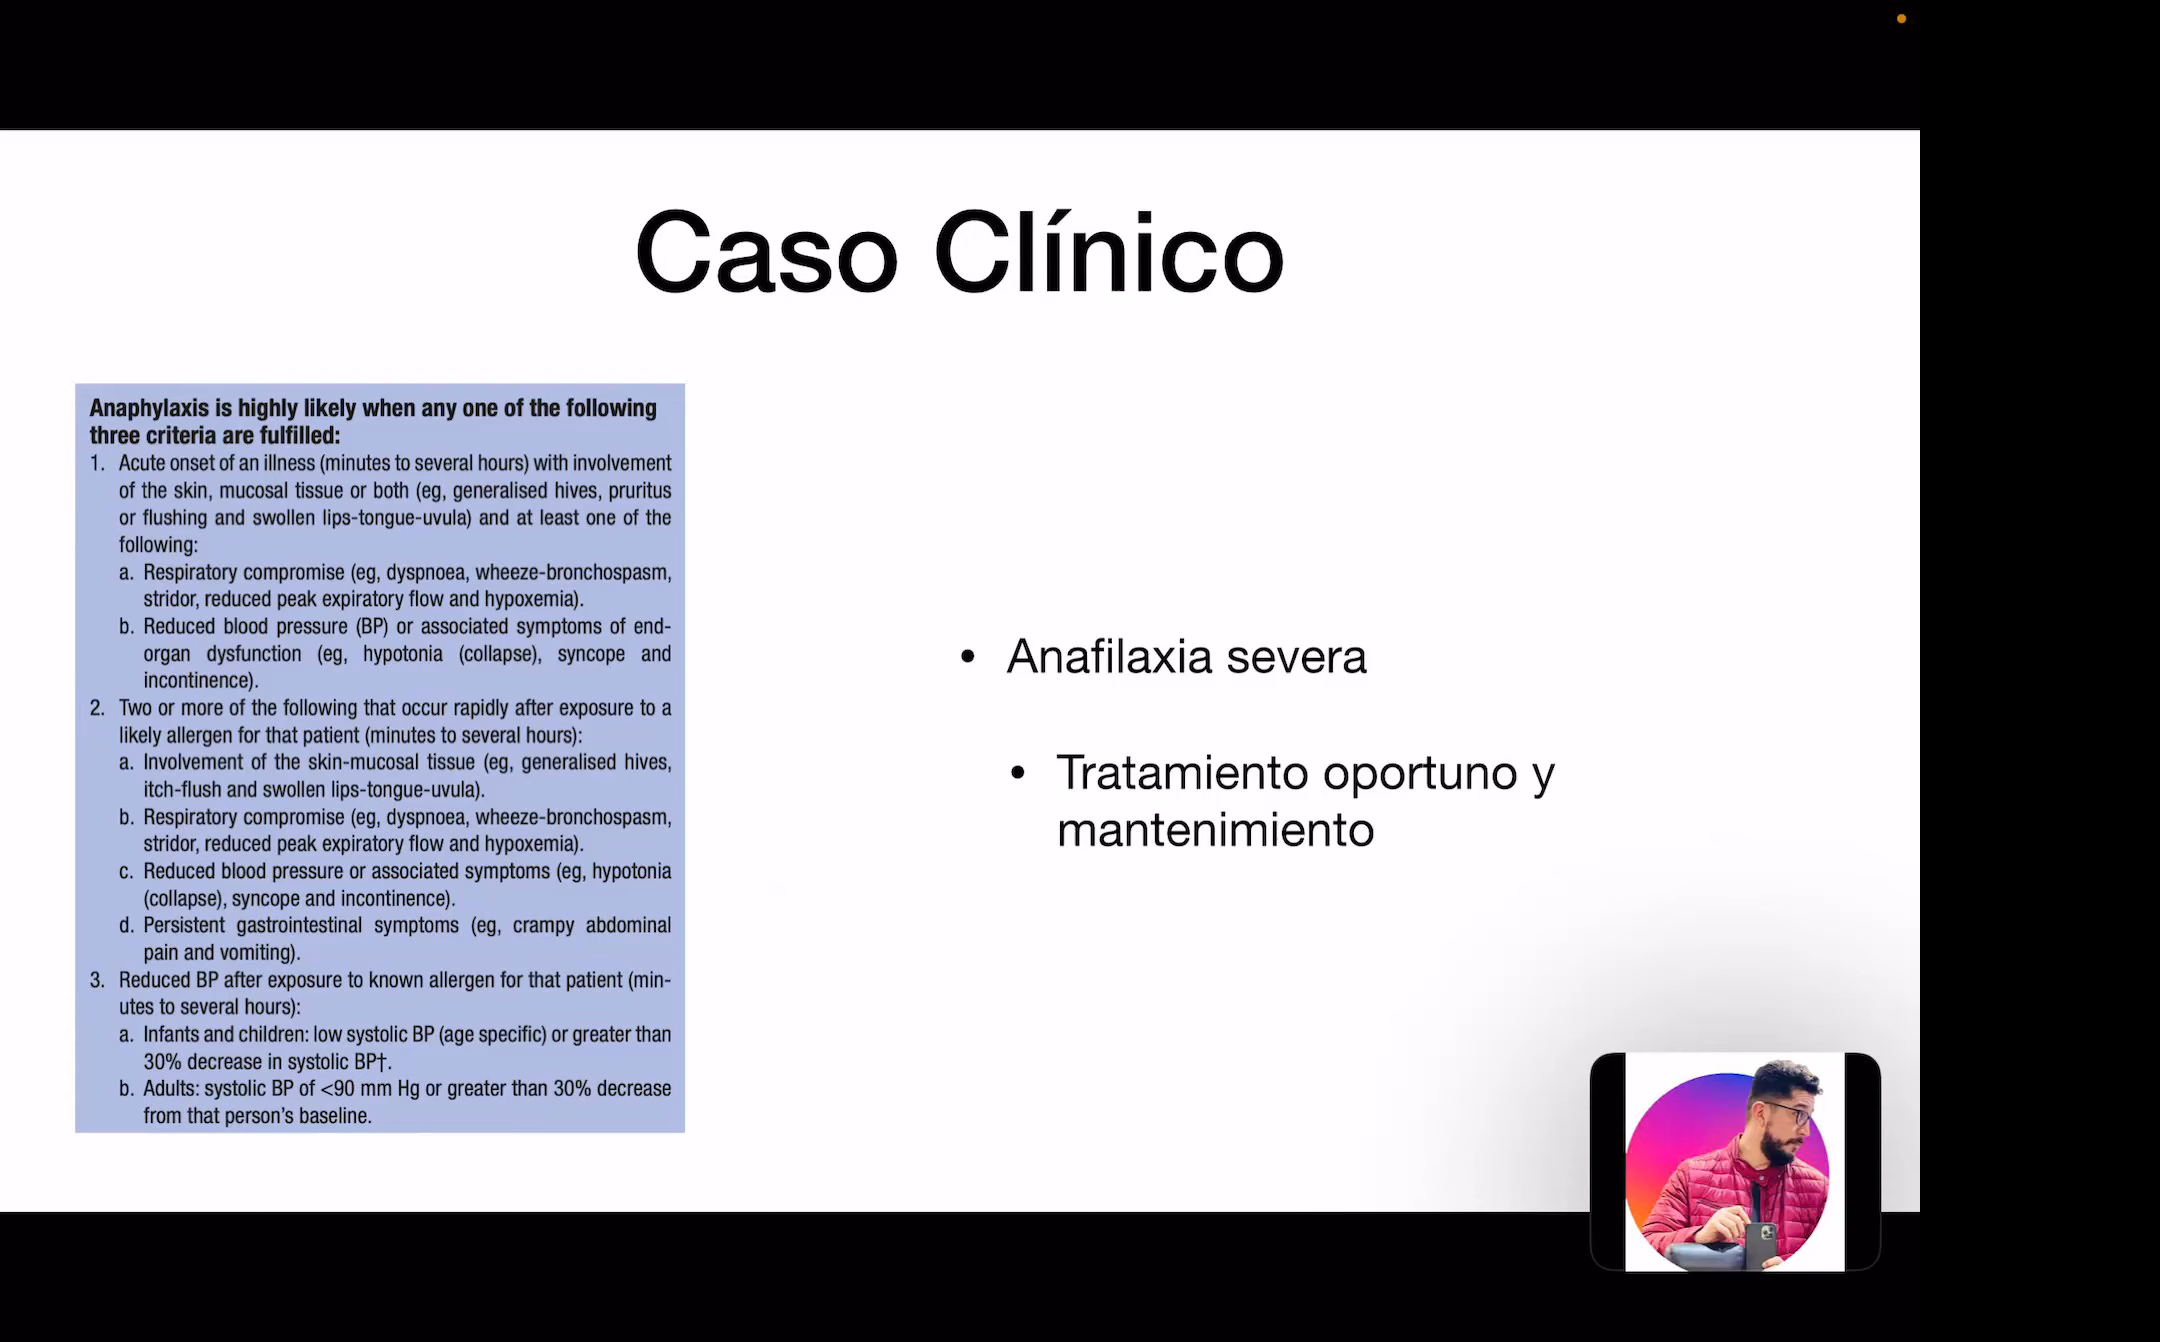 Caso Clínico
Anaphylaxis is highly likely when any one of the following
three criteria are fulfilled:
1. Acute onset of an illness (minutes to several hours) with involvement
of the skin, mucosal tissue or both (eg, generalised hives, pruritus
or flushing and swollen lips-tongue-uvula) and at least one of the
following:
a. Respiratory compromise (eg, dyspnoea, wheeze-bronchospasm,
stridor, reduced peak expiratory flow and hypoxemia).
b. Reduced blood pressure (BP) or associated symptoms of end-
organ dysfunction (eg, hypotonia (collapse), syncope and
incontinence).
2. Two or more of the following that occur rapidly after exposure to a
likely allergen for that patient (minutes to several hours):
a. Involvement of the skin-mucosal tissue (eg, generalised hives,
itch-flush and swollen lips-tongue-uvula).
b. Respiratory compromise (eg, dyspnoea, wheeze-bronchospasm,
stridor, reduced peak expiratory flow and hypoxemia).
c. Reduced blood pressure or associated symptoms (eg, hypotonia
(collapse), syncope and incontinence).
d. Persistent gastrointestinal symptoms (eg, crampy abdominal
pain and vomiting).
3. Reduced BP after exposure to known allergen for that patient (min-
utes to several hours):
a. Infants and children: low systolic BP (age specific) or greater than
30% decrease in systolic BP†.
b. Adults: systolic BP of <90 mm Hg or greater than 30% decrease
from that person's baseline.
• Anafilaxia severa
• Tratamiento oportuno y
mantenimiento